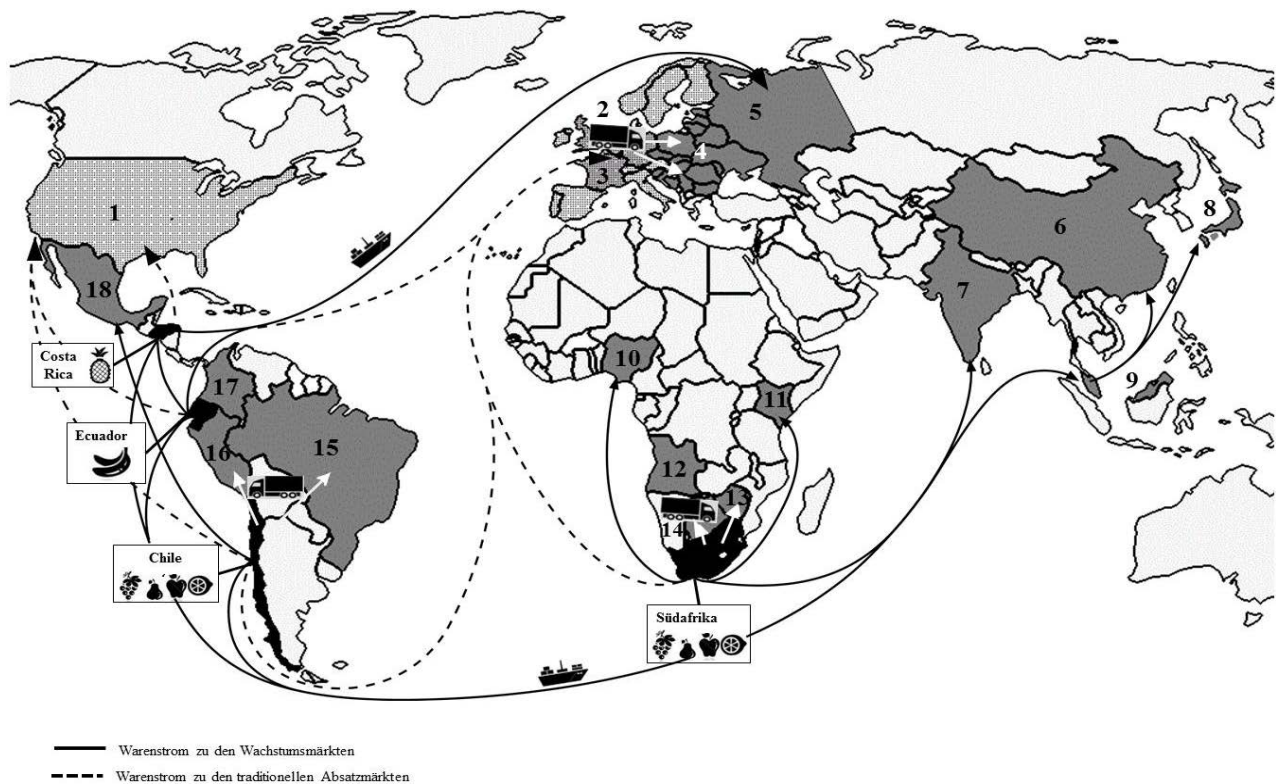 2
5
4
3
1
8
6
18
7
Costa
Rica
10
9
17
11
Ecuador
16
15
12
13
14
Chile
Südafrika
Warenstrom zu den Wachstumsmärkten
Warenstrom zu den traditionellen Absatzmärkten